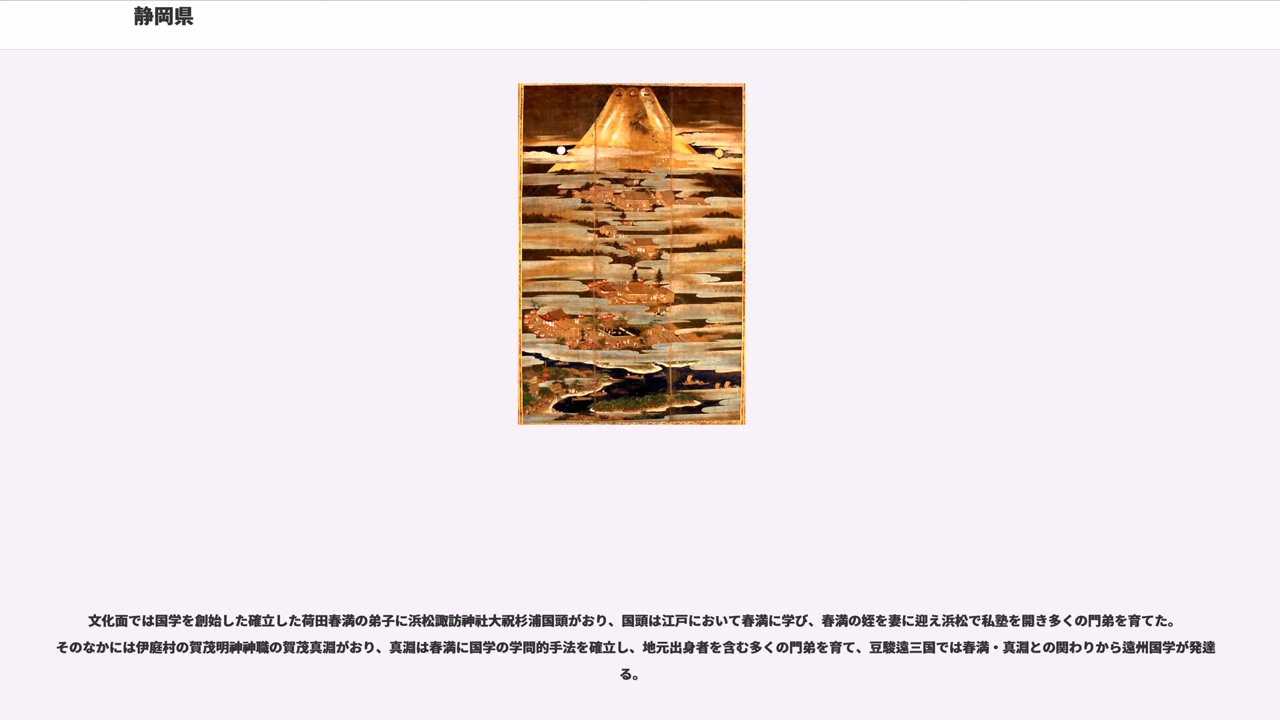 静岡県
文化面では国学を創始した確立した荷田春満の弟子に浜松諏訪神社大祝杉浦国頭がおり、国頭は江戸において春満に学び、春満の姪を妻に迎え浜松で私塾を開き多くの門弟を育てた。
そのなかには伊庭村の賀茂明神神職の賀茂真淵がおり、真淵は春満に国学の学問的手法を確立し、地元出身者を含む多くの門弟を育て、豆駿遠三国では春満・真淵との関わりから遠州国学が発達
る。